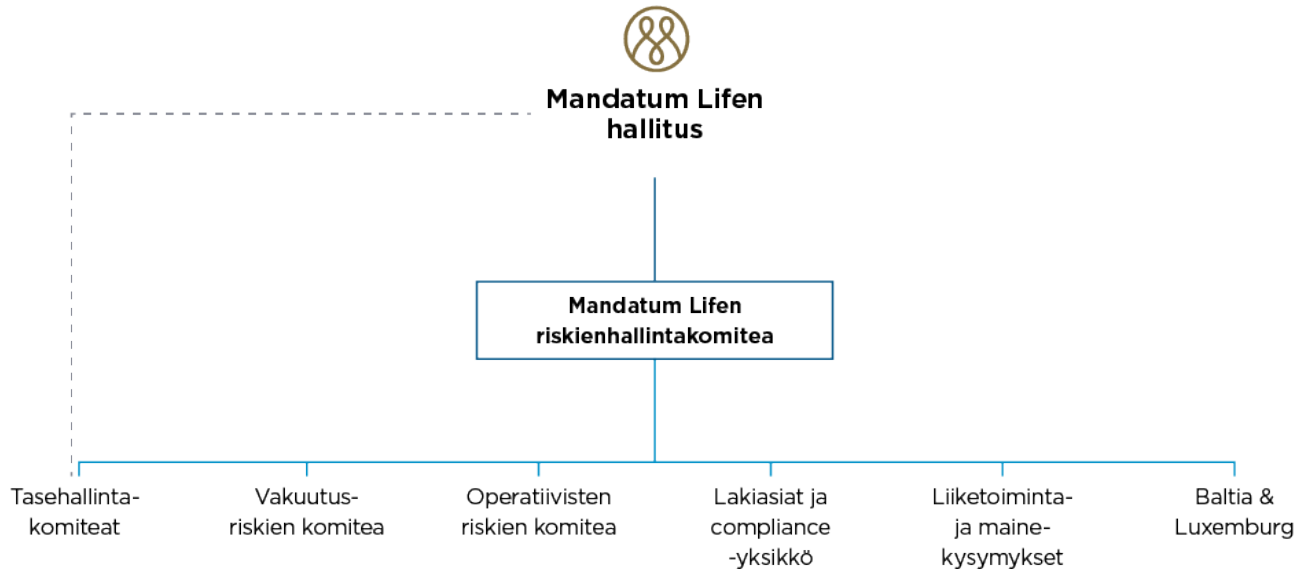 Mandatum Lifen
hallitus
Mandatum Lifen
riskienhallintakomitea
Tasehallinta-
komiteat
Vakuutus-
riskien komitea
Operatiivisten
riskien komitea
Lakiasiat ja
compliance
-yksikkö
Liiketoiminta-
ja maine-
kysymykset
Baltia &
Luxemburg